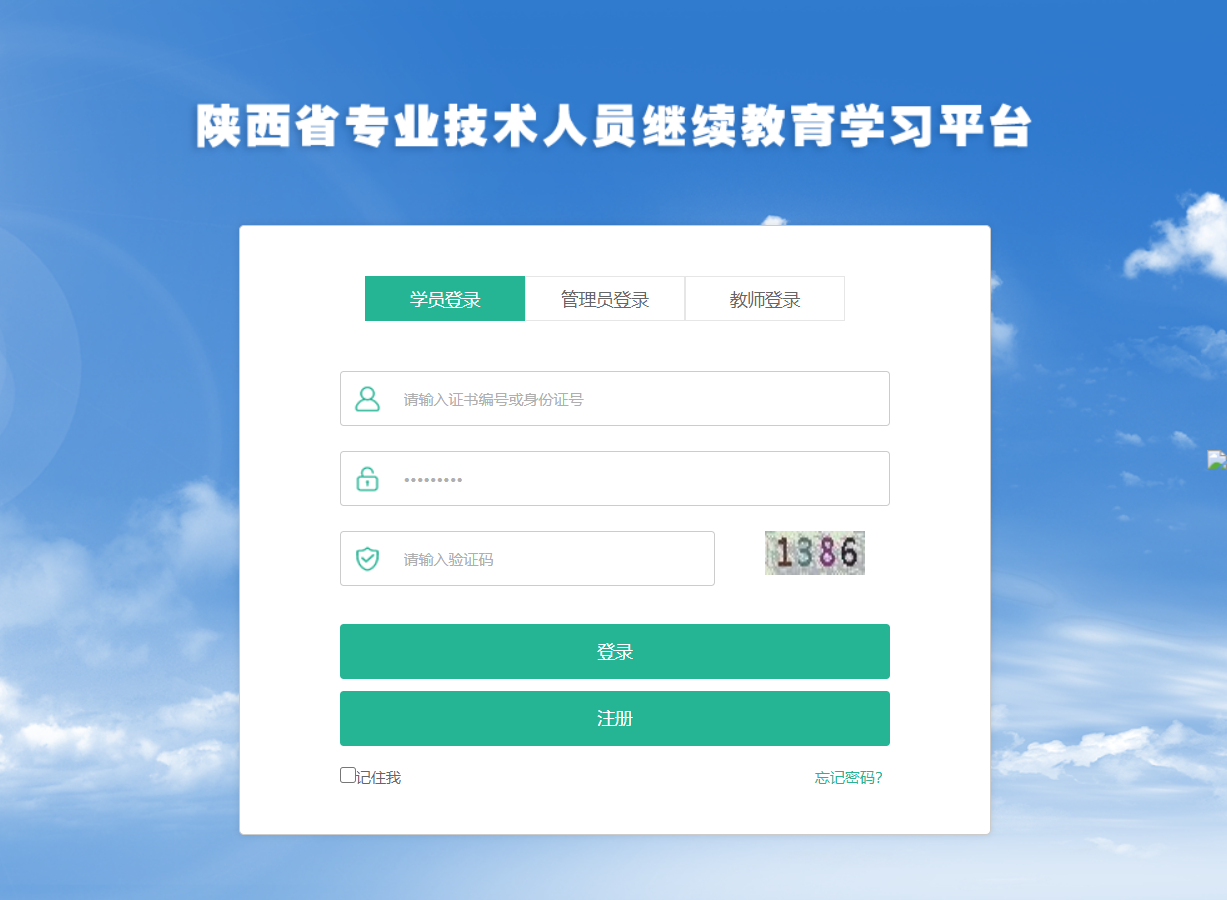 陕西省专业技术人员继续教育学习平台
学员登录 管理员登录 教师登录
请输入证书编号或身份证号
•••••••••
请输入验证码 1386
登录
注册
记住我 忘记密码?